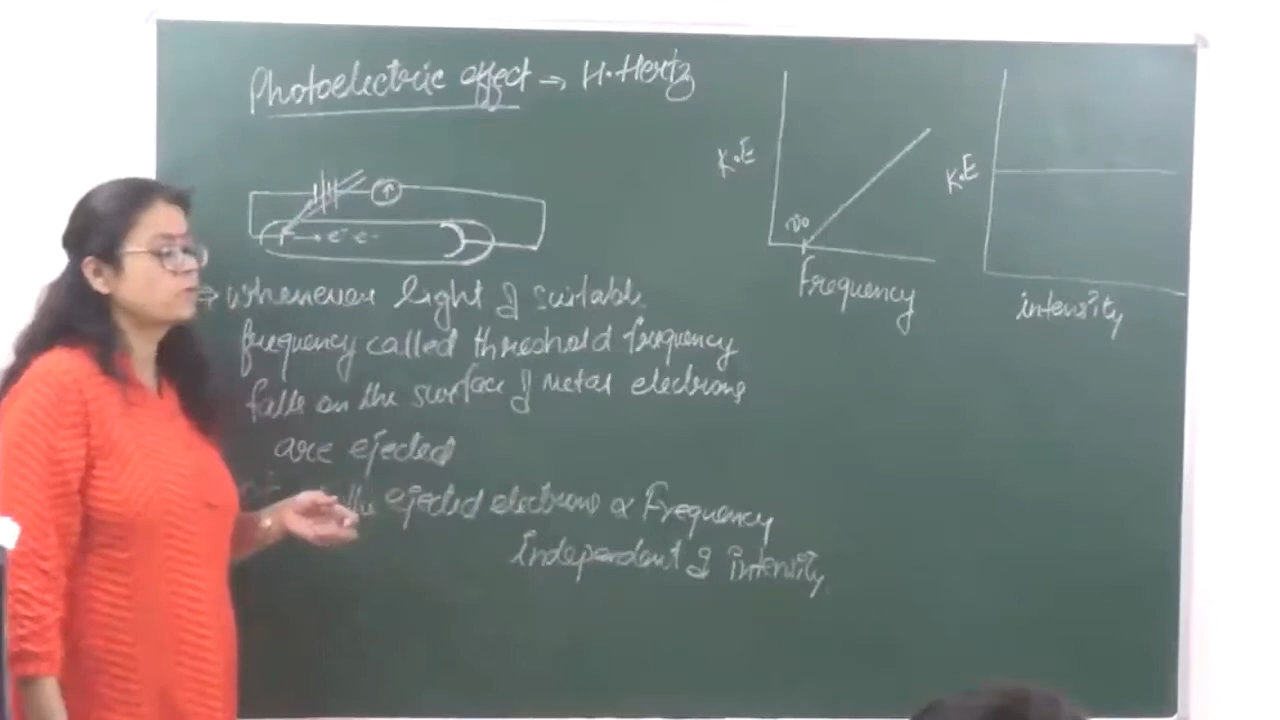 Photoelectric effect → H. Hertz
e⁻ e⁻
⇒ whenever light of suitable
frequency called threshold frequency
falls on the surface of metal electrons
are ejected
the ejected electrons ∝ Frequency
independent of intensity
K.E
ν₀
Frequency
K.E
intensity